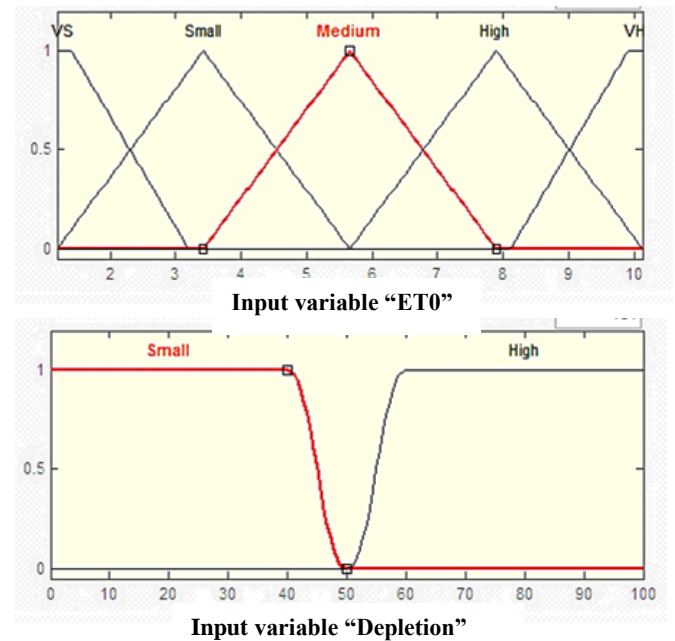 VS Small Medium High VH
1
0.5
0
2 3 4 5 6 7 8 9 10
Input variable “ET0”
Small High
1
0.5
0
0 10 20 30 40 50 60 70 80 90 100
Input variable “Depletion”